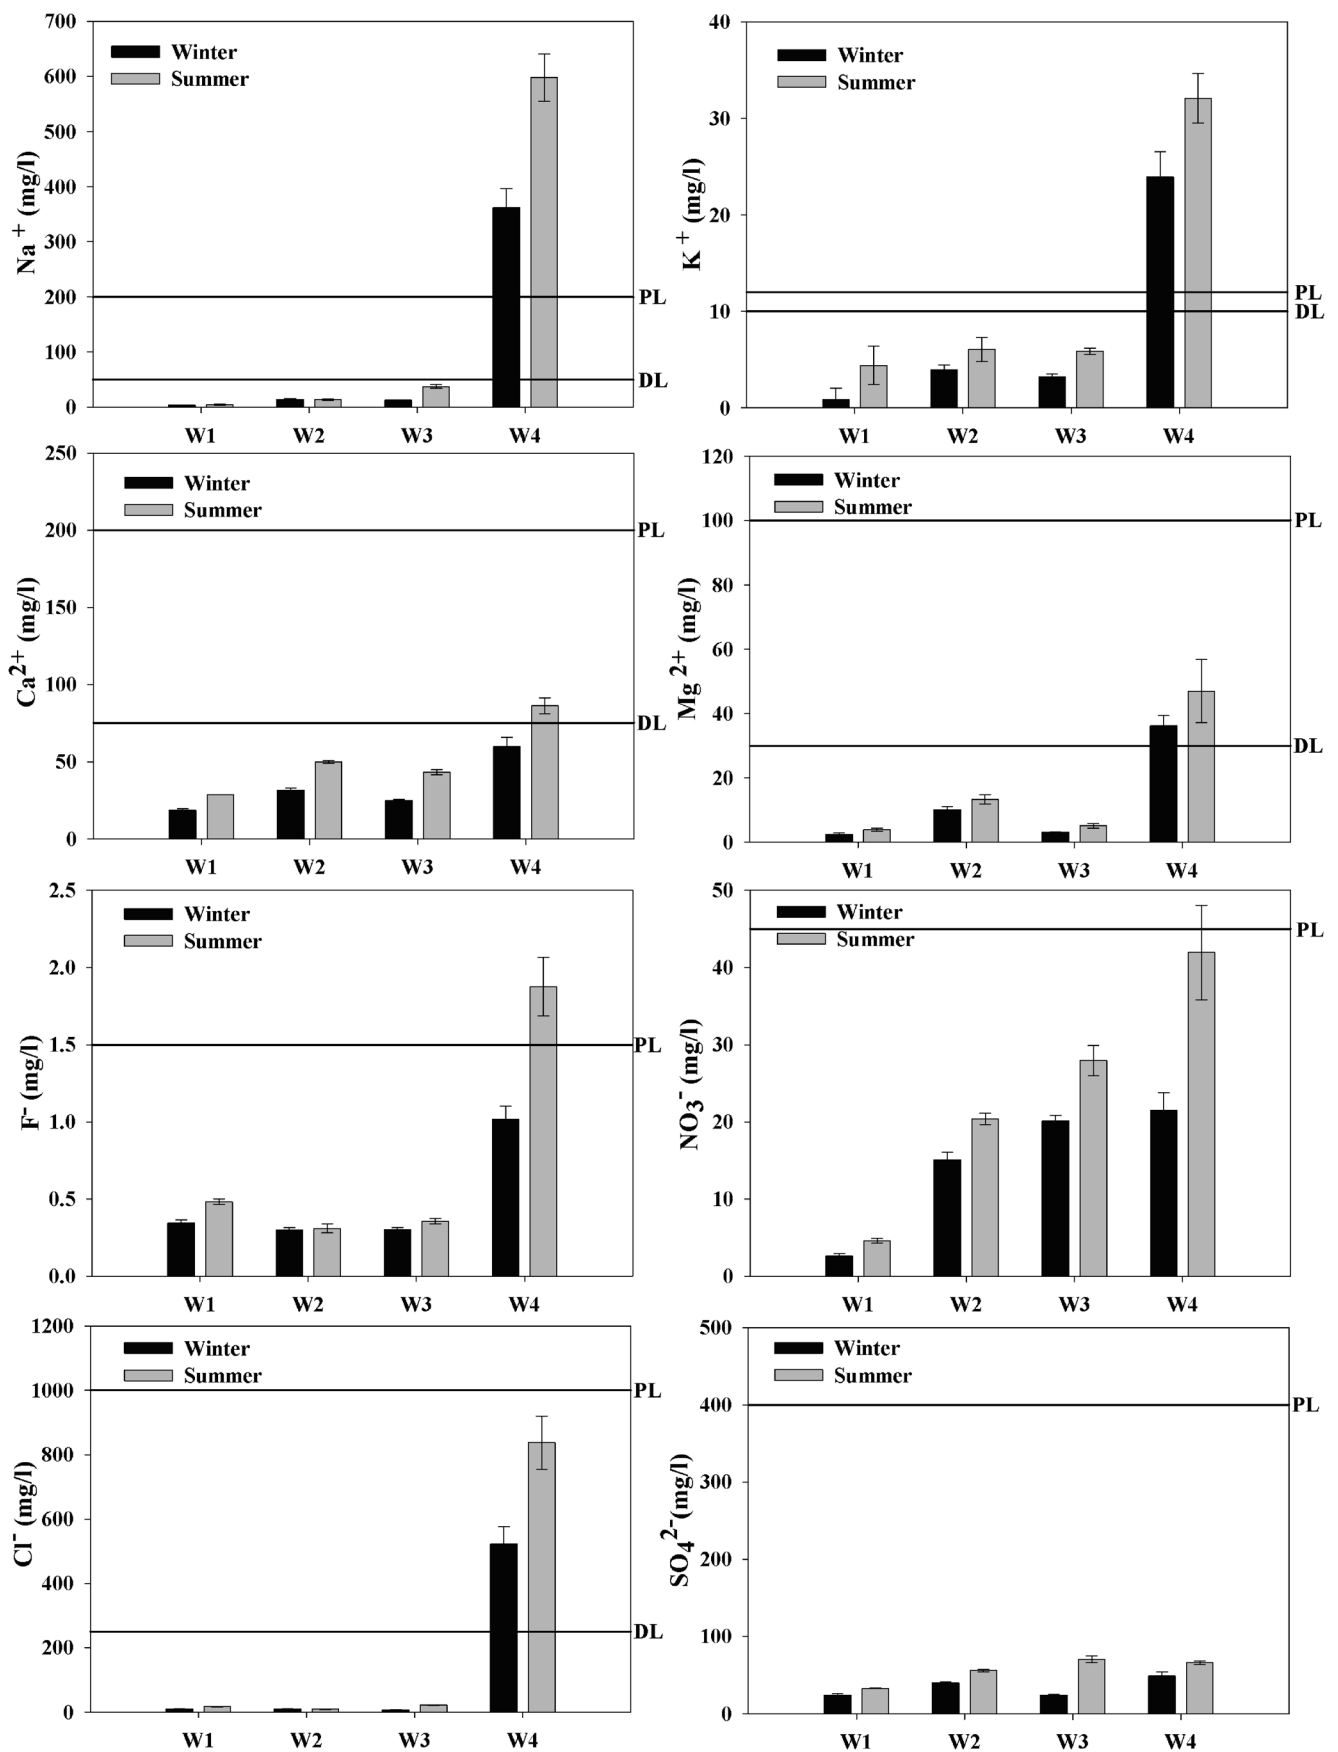 700
600
500
400
300
200
100
0
Na + (mg/l)
Winter
Summer
PL
DL
W1 W2 W3 W4
40
30
20
10
0
K + (mg/l)
Winter
Summer
PL
DL
W1 W2 W3 W4
250
200
150
100
50
0
Ca2+ (mg/l)
Winter
Summer
PL
DL
W1 W2 W3 W4
120
100
80
60
40
20
0
Mg 2+ (mg/l)
Winter
Summer
PL
DL
W1 W2 W3 W4
2.5
2.0
1.5
1.0
0.5
0.0
F- (mg/l)
Winter
Summer
PL
W1 W2 W3 W4
50
40
30
20
10
0
NO3- (mg/l)
Winter
Summer
PL
W1 W2 W3 W4
1200
1000
800
600
400
200
0
Cl- (mg/l)
Winter
Summer
PL
DL
W1 W2 W3 W4
500
400
300
200
100
0
SO42-(mg/l)
Winter
Summer
PL
W1 W2 W3 W4